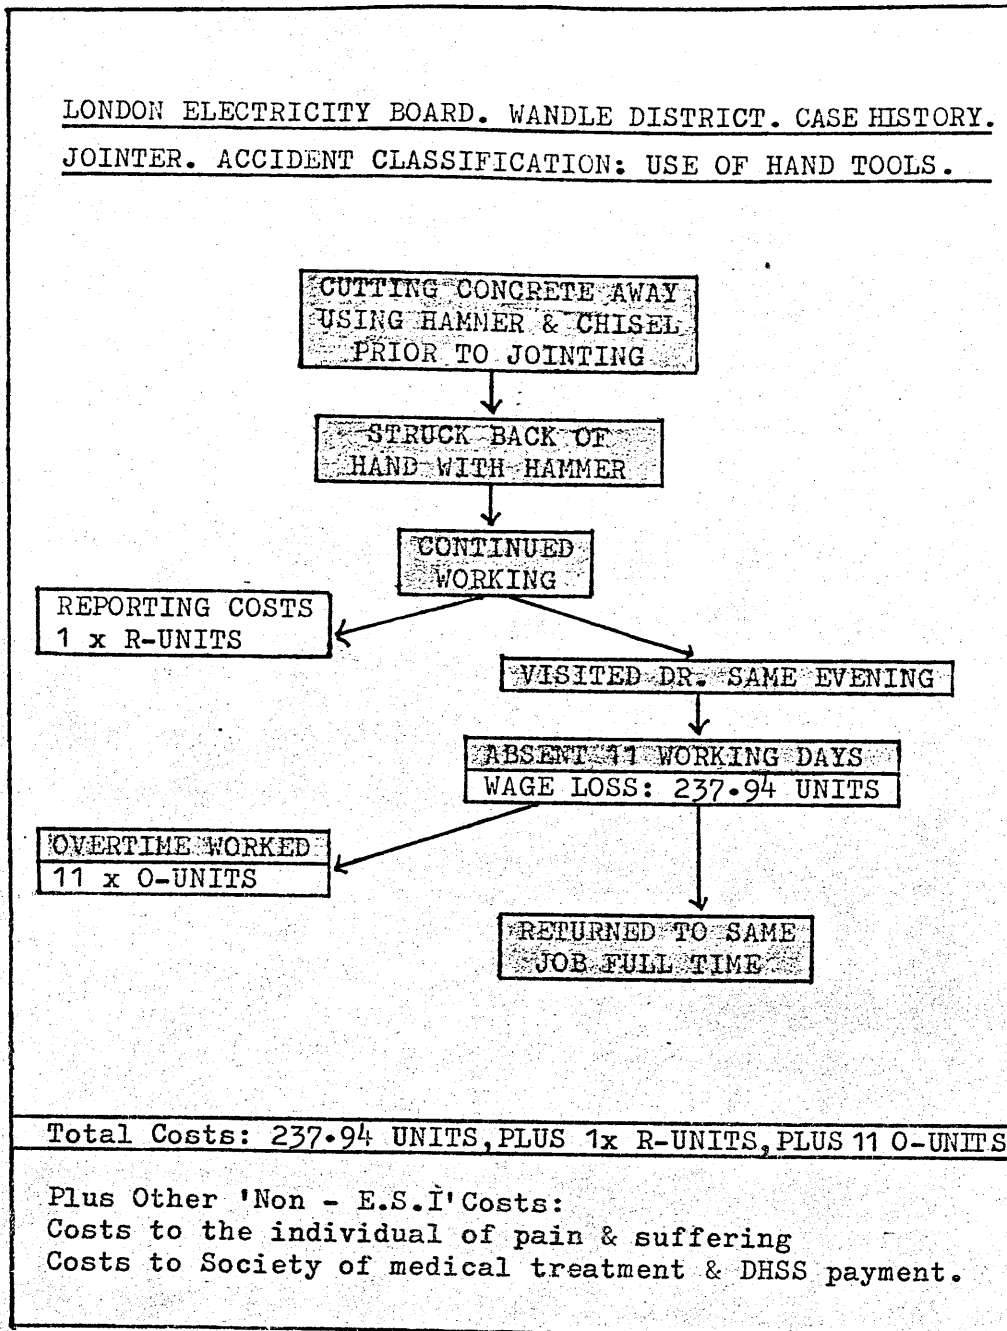 LONDON ELECTRICITY BOARD. WANDLE DISTRICT. CASE HISTORY.
JOINTER. ACCIDENT CLASSIFICATION: USE OF HAND TOOLS.
CUTTING CONCRETE AWAY
USING HAMMER & CHISEL
PRIOR TO JOINTING
STRUCK BACK OF
HAND WITH HAMMER
CONTINUED
WORKING
REPORTING COSTS
1 x R-UNITS
VISITED DR. SAME EVENING
ABSENT 11 WORKING DAYS
WAGE LOSS: 237.94 UNITS
OVERTIME WORKED
11 x O-UNITS
RETURNED TO SAME
JOB FULL TIME
Total Costs: 237.94 UNITS, PLUS 1x R-UNITS, PLUS 11 O-UNITS
Plus Other 'Non - E.S.I' Costs:
Costs to the individual of pain & suffering
Costs to Society of medical treatment & DHSS payment.